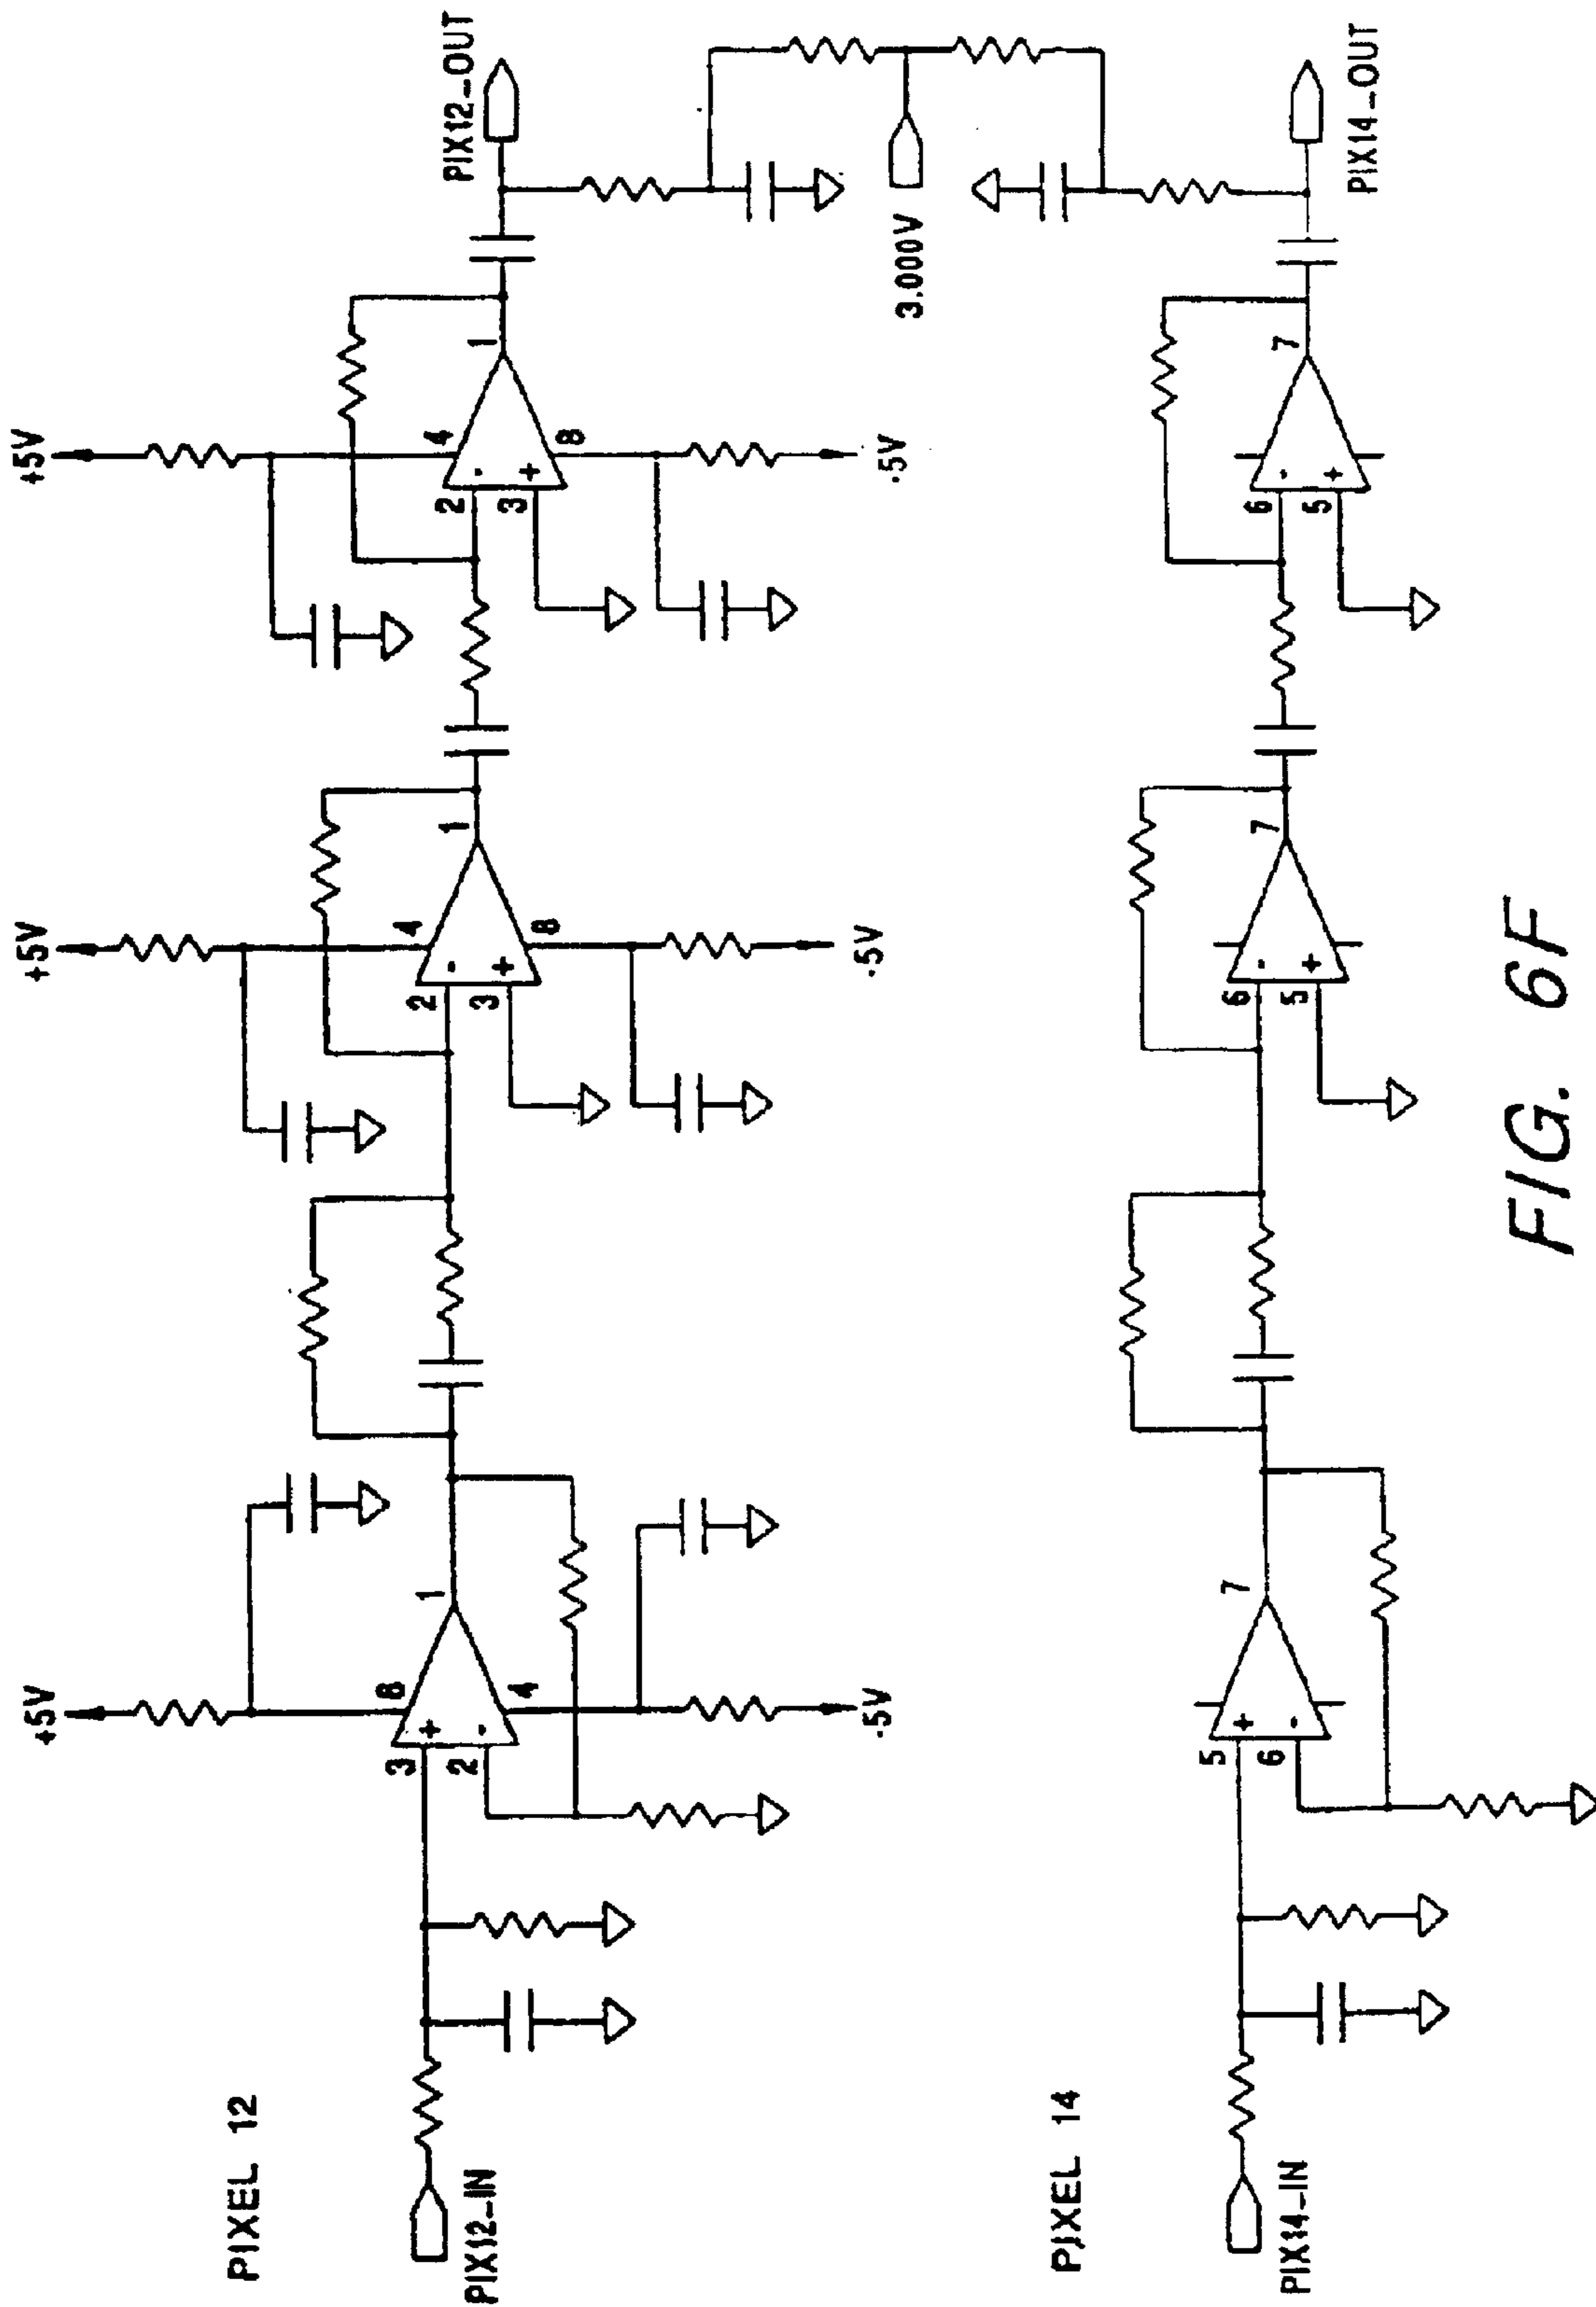 +5V
+5V
+5V
PIXEL 12
PIX12-IN
8
3
1
2
4
4
2
1
3
8
4
2
1
3
8
PIX12-OUT
-5V
-5V
-5V
3.000V
PIXEL 14
PIX14-IN
5
7
6
6
7
5
6
7
5
PIX14-OUT
FIG. 6F